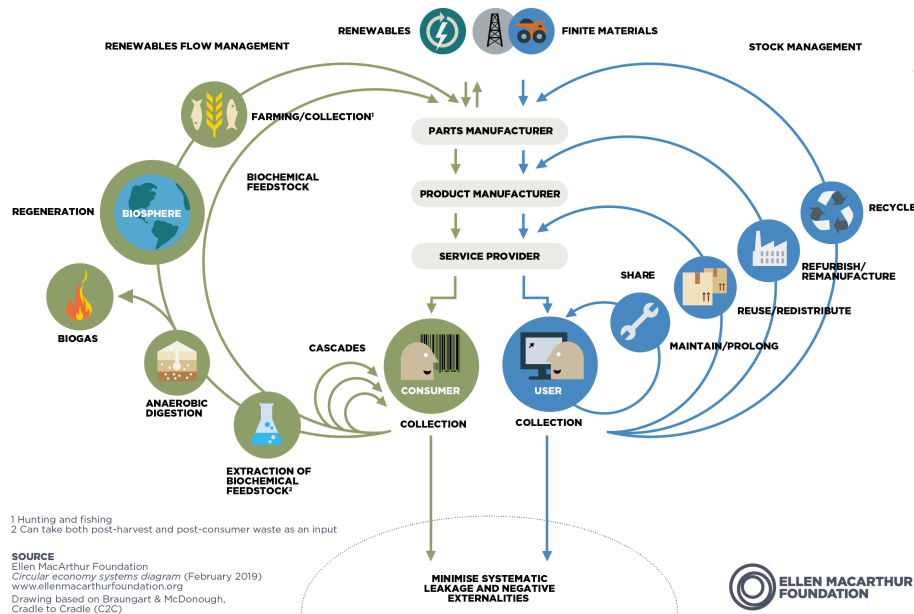 RENEWABLES
FINITE MATERIALS
RENEWABLES FLOW MANAGEMENT
STOCK MANAGEMENT
FARMING/COLLECTION¹
PARTS MANUFACTURER
BIOCHEMICAL
FEEDSTOCK
PRODUCT MANUFACTURER
REGENERATION
BIOSPHERE
RECYCLE
SERVICE PROVIDER
SHARE
REFURBISH/
REMANUFACTURE
REUSE/REDISTRIBUTE
BIOGAS
MAINTAIN/PROLONG
CASCADES
CONSUMER
USER
ANAEROBIC
DIGESTION
COLLECTION
COLLECTION
EXTRACTION OF
BIOCHEMICAL
FEEDSTOCK²
1 Hunting and fishing
2 Can take both post-harvest and post-consumer waste as an input
SOURCE
Ellen MacArthur Foundation
Circular economy systems diagram (February 2019)
www.ellenmacarthurfoundation.org
Drawing based on Braungart & McDonough,
Cradle to Cradle (C2C)
MINIMISE SYSTEMATIC
LEAKAGE AND NEGATIVE
EXTERNALITIES
ELLEN MACARTHUR
FOUNDATION